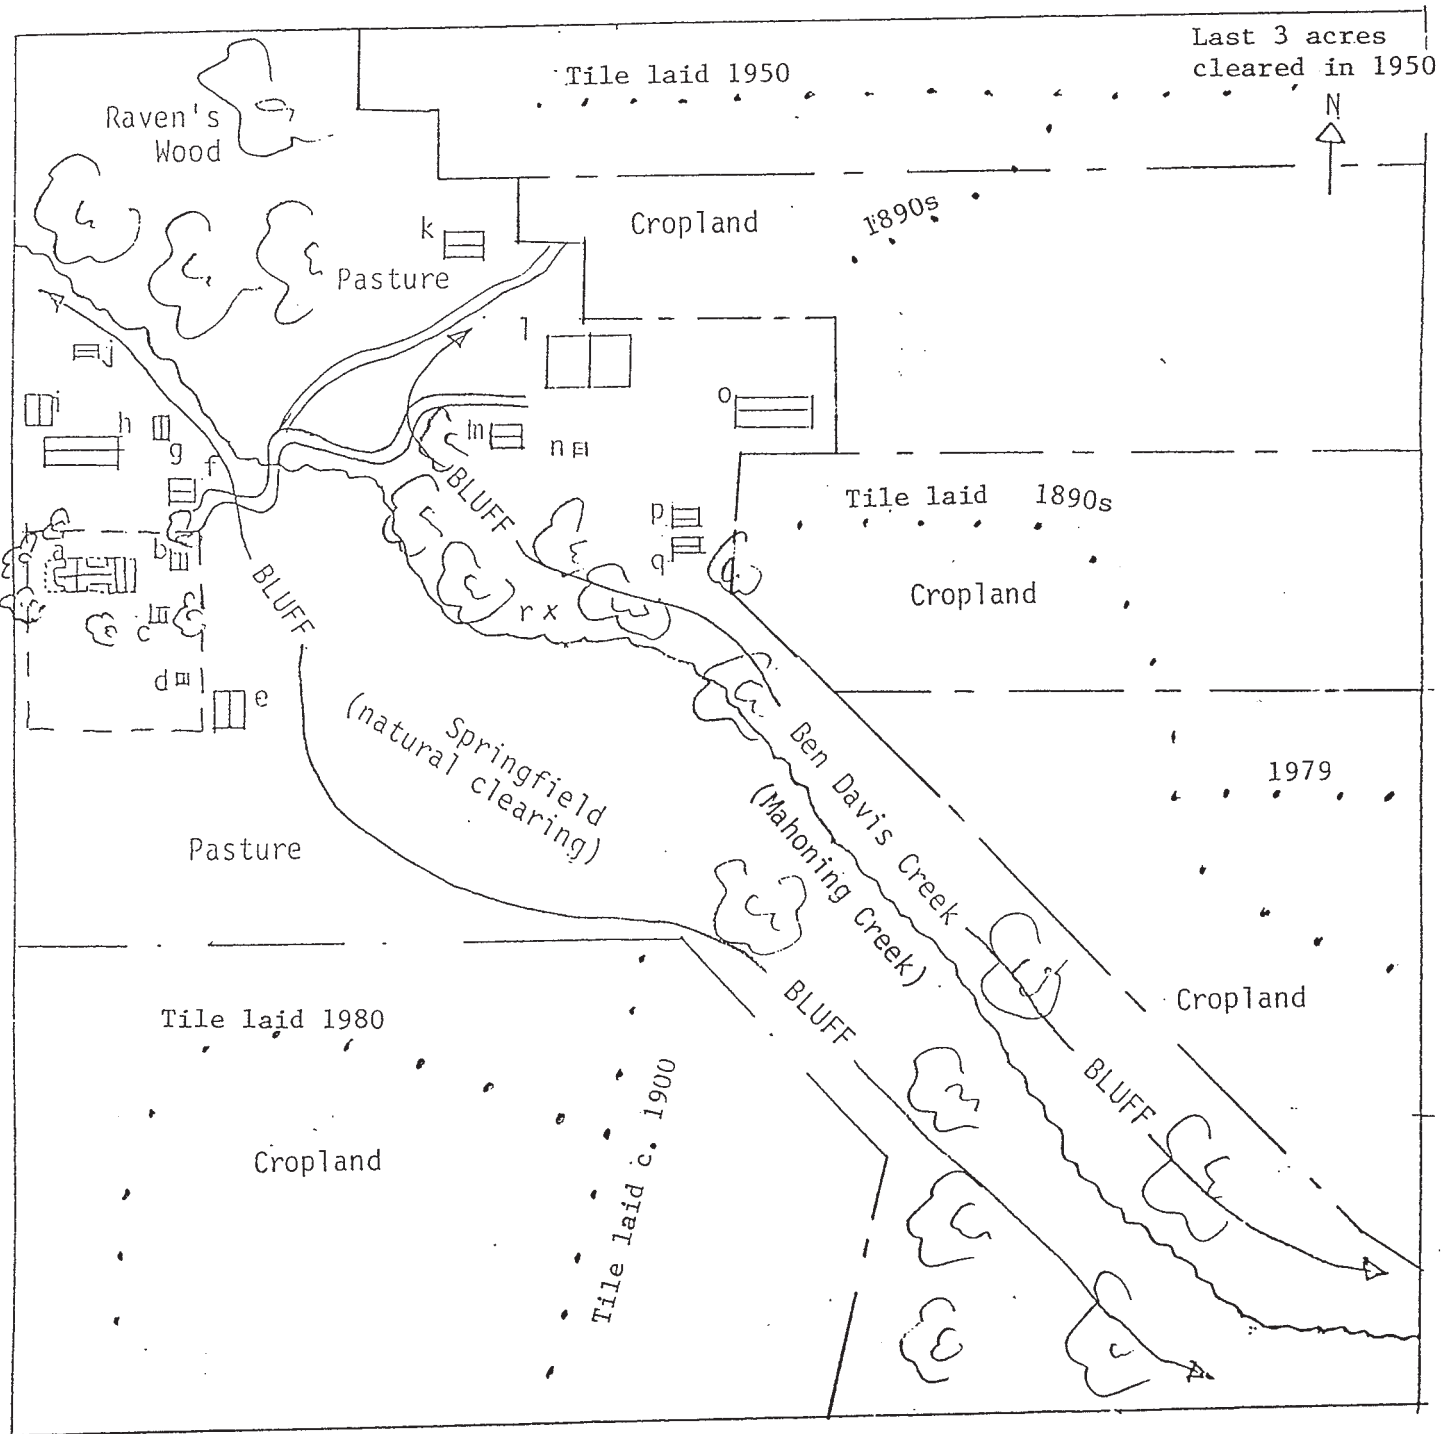 Last 3 acres
cleared in 1950
Tile laid 1950
N
Raven's
Wood
1890s
Cropland
k
Pasture
l
j
i
o
h
m
n
g
f
BLUFF
Tile laid 1890s
p
a
b
q
BLUFF
Cropland
r x
c
d
e
Springfield
(natural clearing)
Ben Davis Creek
(Mahoning Creek)
1979
Pasture
BLUFF
Cropland
Tile laid 1980
BLUFF
Tile laid c. 1900
Cropland